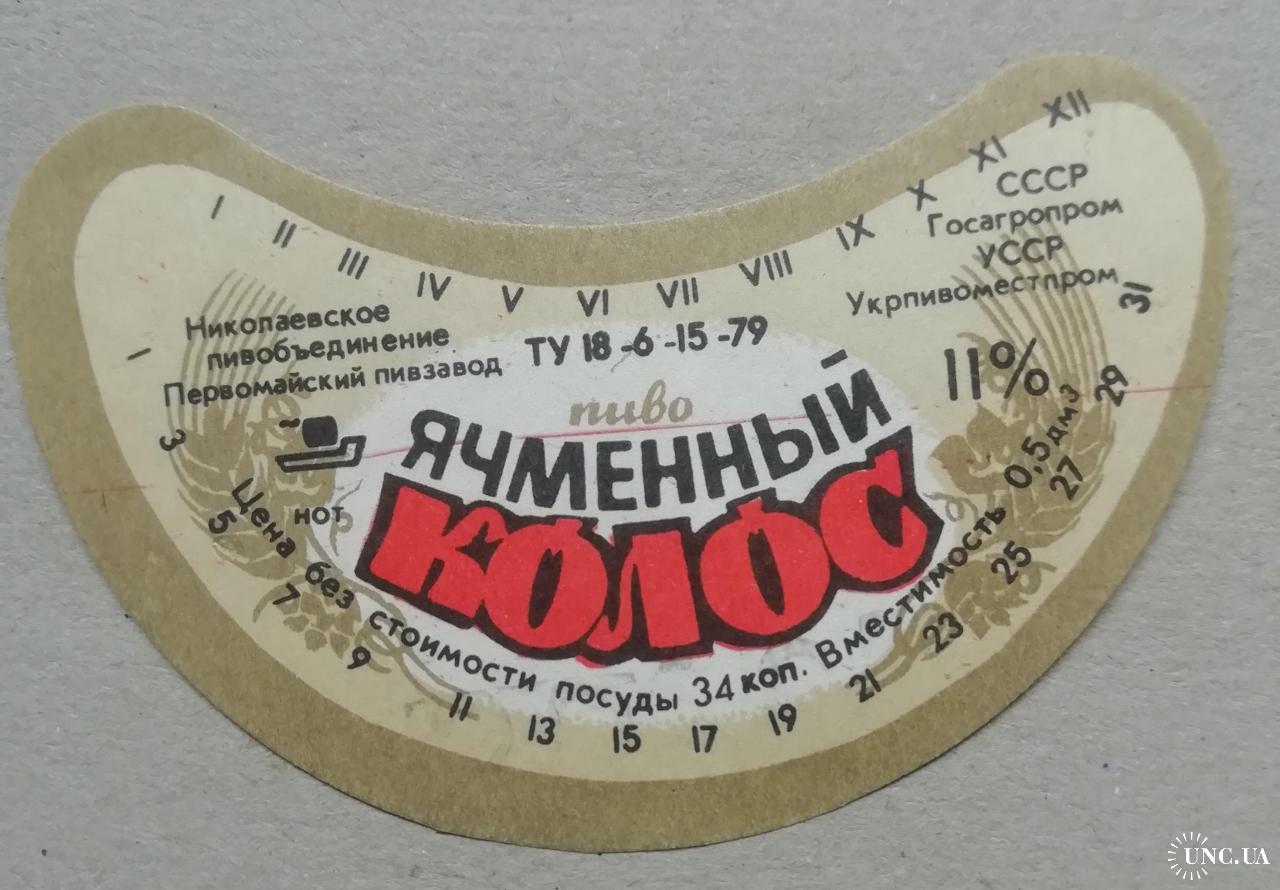 I II III IV V VI VII VIII IX X XI XII
Николаевское
пивобъединение
Первомайский пивзавод
ТУ 18-6-15-79
СССР
Госагропром
УССР
Укрпивоместпром
11%
пиво
ЯЧМЕННЫЙ
КОЛОС
НОТ
Цена без стоимости посуды 34 коп. Вместимость 0,5 дм3
1 3 5 7 9 11 13 15 17 19 21 23 25 27 29 31
UNC.UA